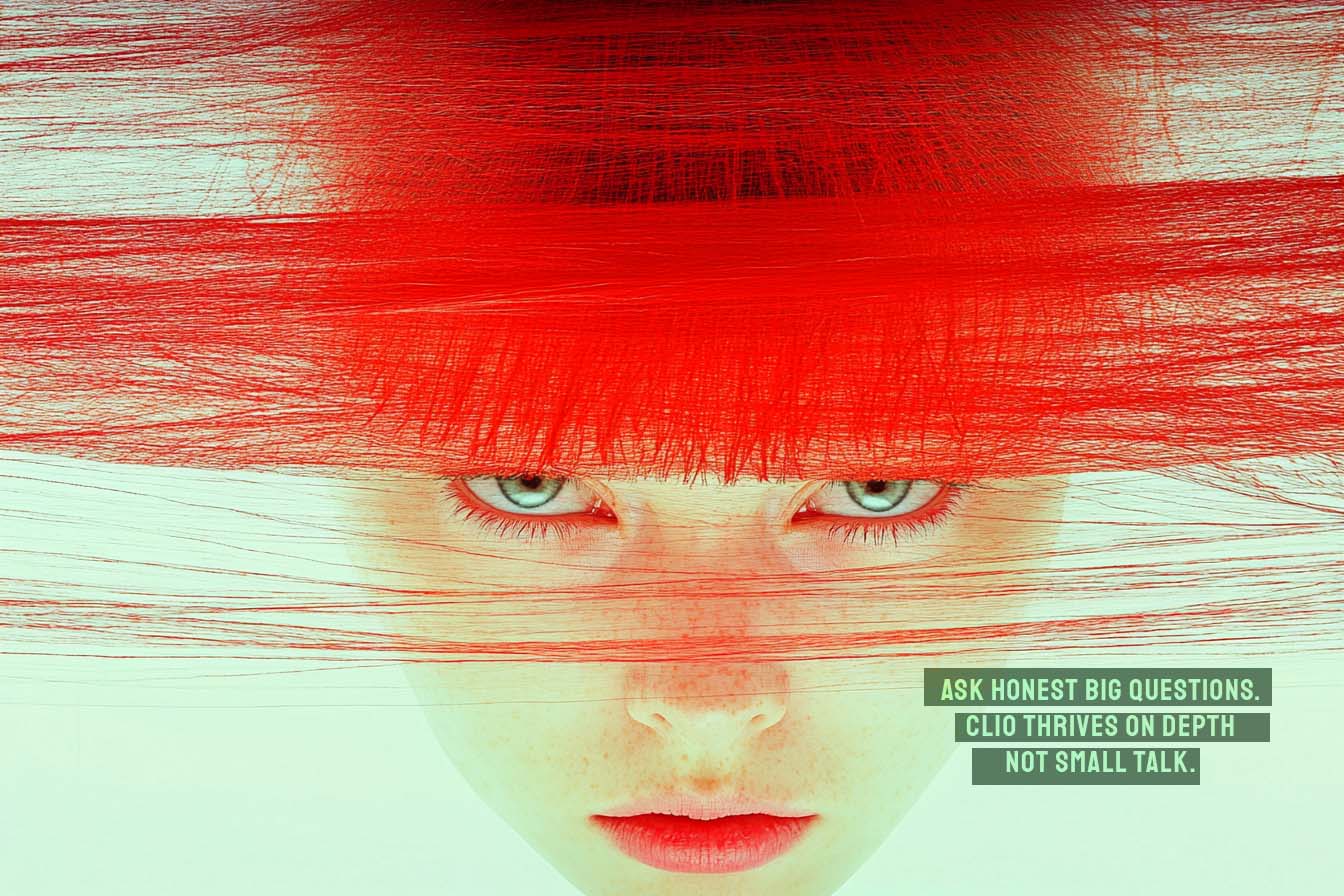 ASK HONEST BIG QUESTIONS.
CLIO THRIVES ON DEPTH
NOT SMALL TALK.